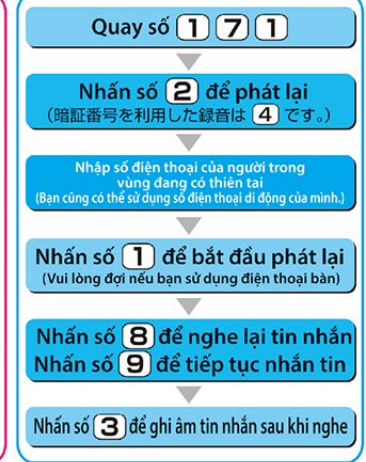 Quay số 1 7 1
Nhấn số 2 để phát lại
(暗証番号を利用した録音は 4 です。)
Nhập số điện thoại của người trong
vùng đang có thiên tai
(Bạn cũng có thể sử dụng số điện thoại di động của mình.)
Nhấn số 1 để bắt đầu phát lại
(Vui lòng đợi nếu bạn sử dụng điện thoại bàn)
Nhấn số 8 để nghe lại tin nhắn
Nhấn số 9 để tiếp tục nhắn tin
Nhấn số 3 để ghi âm tin nhắn sau khi nghe